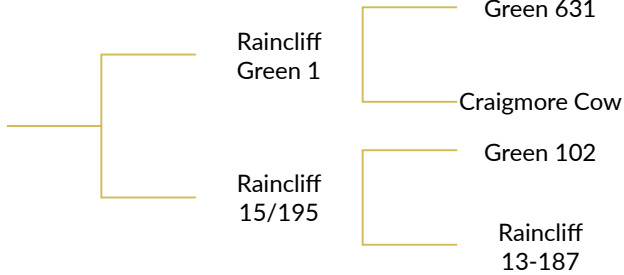 Green 631
Raincliff
Green 1
Craigmore Cow
Green 102
Raincliff
15/195
Raincliff
13-187